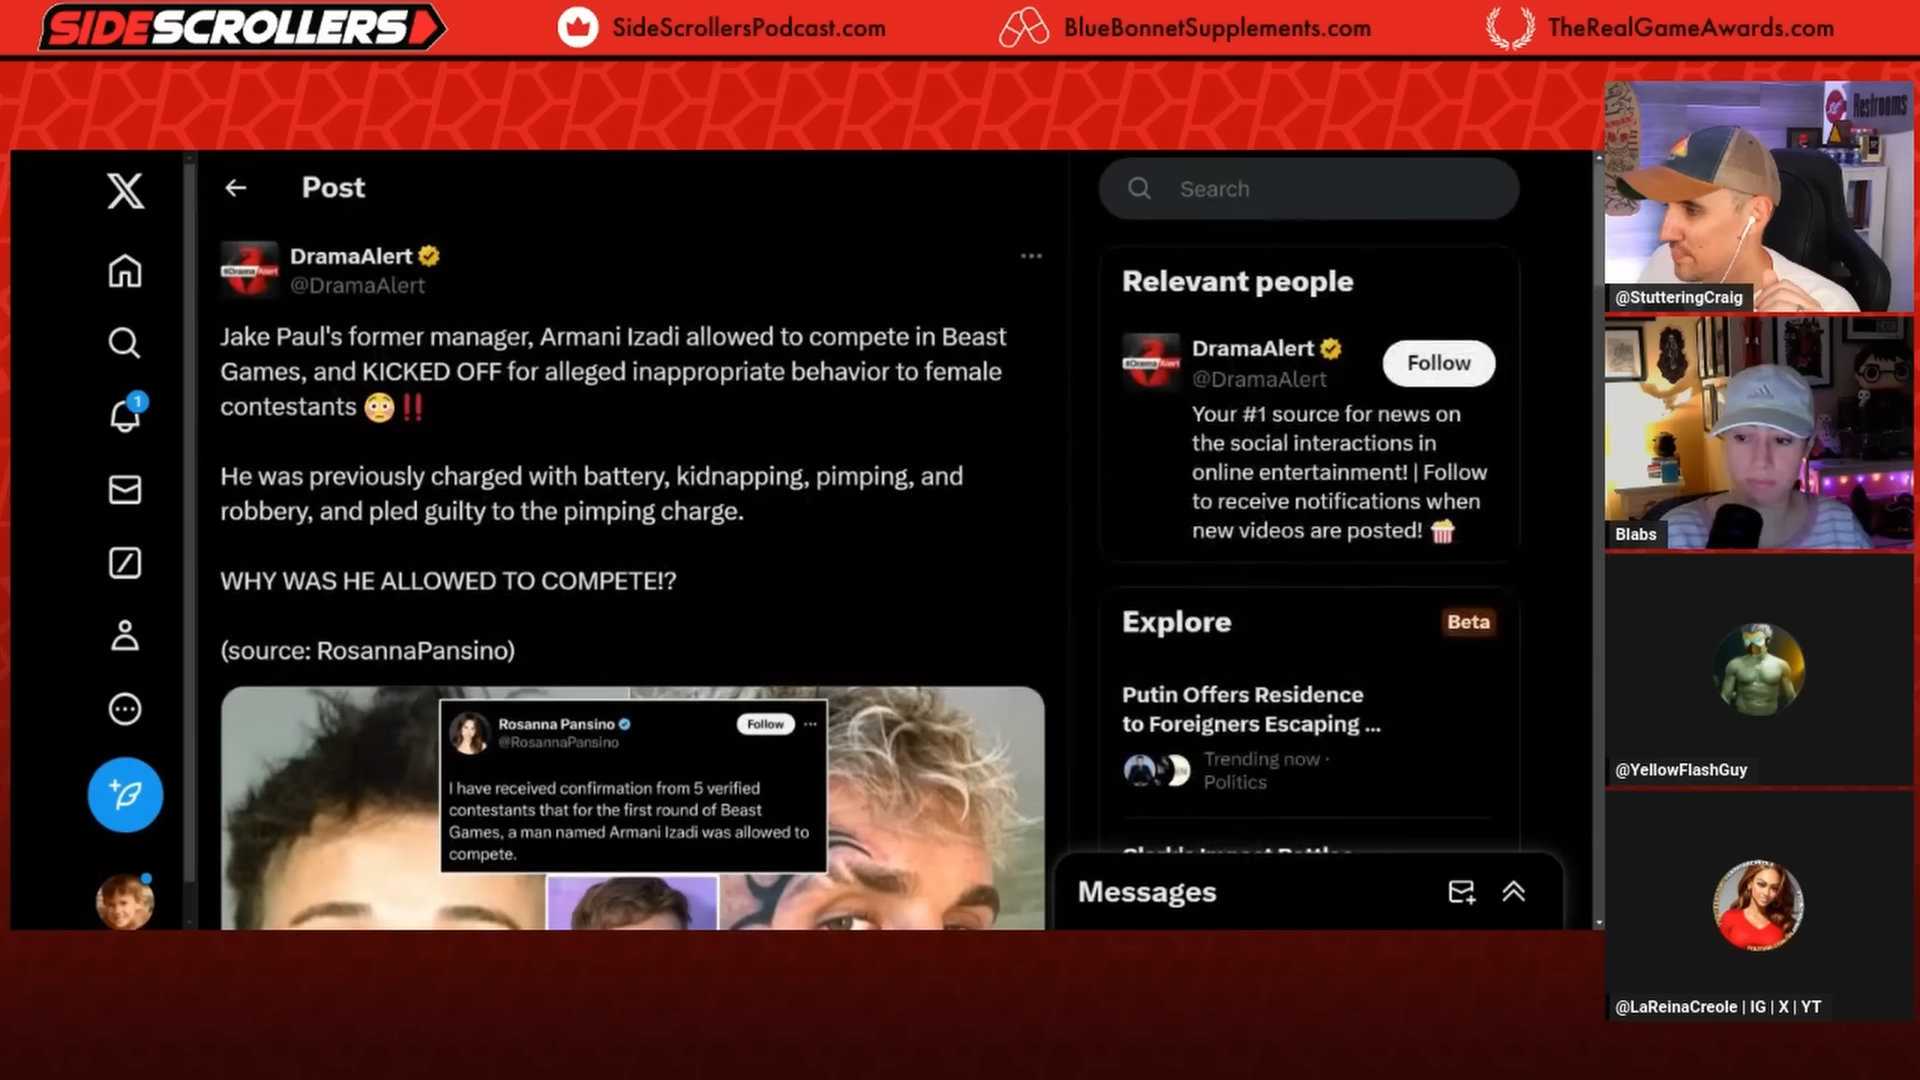 SIDESCROLLERS
SideScrollersPodcast.com
BlueBonnetSupplements.com
TheRealGameAwards.com
Post
DramaAlert
@DramaAlert
Jake Paul's former manager, Armani Izadi allowed to compete in Beast
Games, and KICKED OFF for alleged inappropriate behavior to female
contestants 😳‼️
He was previously charged with battery, kidnapping, pimping, and
robbery, and pled guilty to the pimping charge.
WHY WAS HE ALLOWED TO COMPETE!?
(source: RosannaPansino)
Rosanna Pansino
@RosannaPansino
Follow
I have received confirmation from 5 verified
contestants that for the first round of Beast
Games, a man named Armani Izadi was allowed to
compete.
1
Search
Relevant people
#DramaAlert
DramaAlert
@DramaAlert
Follow
Your #1 source for news on
the social interactions in
online entertainment! | Follow
to receive notifications when
new videos are posted! 🍿
Explore
Beta
Putin Offers Residence
to Foreigners Escaping ...
Trending now ·
Politics
Messages
Restrooms
@StutteringCraig
Blabs
@YellowFlashGuy
@LaReinaCreole | IG | X | YT